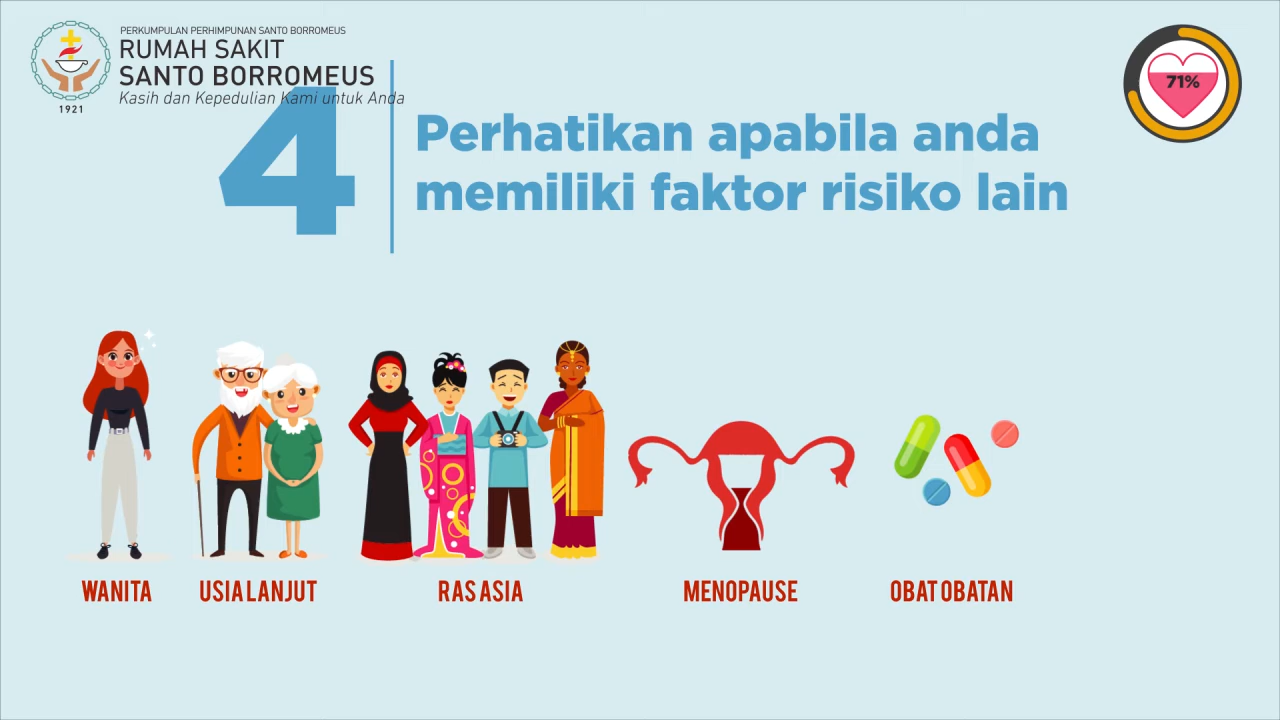 PERKUMPULAN PERHIMPUNAN SANTO BORROMEUS
RUMAH SAKIT
SANTO BORROMEUS
Kasih dan Kepedulian Kami untuk Anda
1921
71%
4
Perhatikan apabila anda
memiliki faktor risiko lain
WANITA
USIA LANJUT
RAS ASIA
MENOPAUSE
OBAT OBATAN